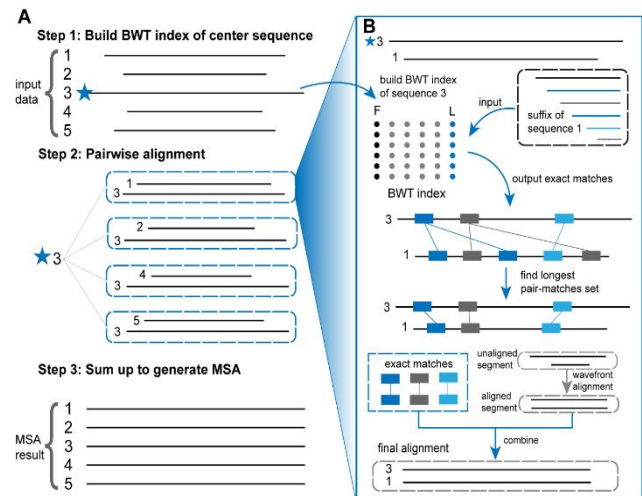 A
Step 1: Build BWT index of center sequence
input
data
1
2
3
4
5
Step 2: Pairwise alignment
3
1
3
2
3
4
3
5
3
Step 3: Sum up to generate MSA
MSA
result
1
2
3
4
5
B
3
1
build BWT index
of sequence 3
F
L
BWT index
input
suffix of
sequence 1
output exact matches
3
1
find longest
pair-matches set
3
1
exact matches
unaligned
segment
wavefront
alignment
aligned
segment
combine
final alignment
3
1